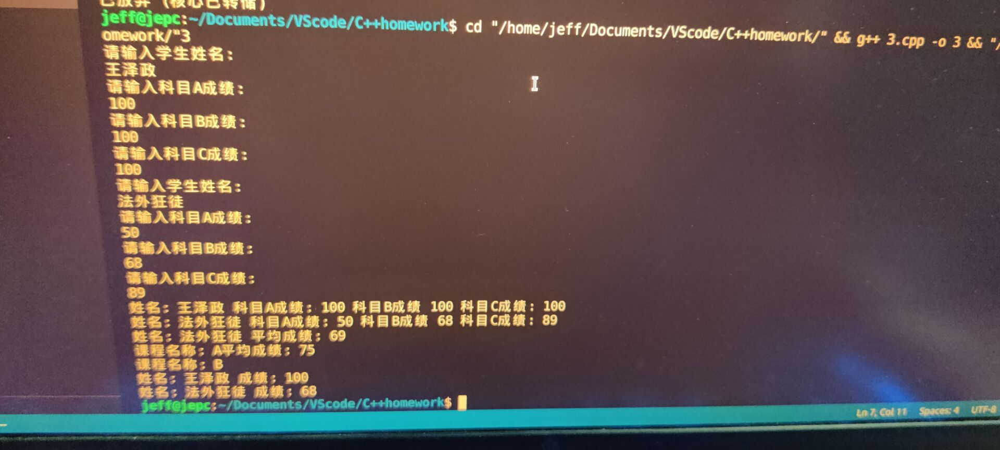 已放弃 (核心已转储)
jeff@jepc:~/Documents/VScode/C++homework$ cd "/home/jeff/Documents/VScode/C++homework/" && g++ 3.cpp -o 3 && "/
omework/"3
请输入学生姓名:
王泽政
请输入科目A成绩:
100
请输入科目B成绩:
100
请输入科目C成绩:
100
请输入学生姓名:
法外狂徒
请输入科目A成绩:
50
请输入科目B成绩:
68
请输入科目C成绩:
89
姓名: 王泽政 科目A成绩: 100 科目B成绩 100 科目C成绩: 100
姓名: 法外狂徒 科目A成绩: 50 科目B成绩 68 科目C成绩: 89
姓名: 法外狂徒 平均成绩: 69
课程名称: A平均成绩: 75
课程名称: B
姓名: 王泽政 成绩: 100
姓名: 法外狂徒 成绩: 68
jeff@jepc:~/Documents/VScode/C++homework$
Ln 7, Col 11 Spaces: 4 UTF-8